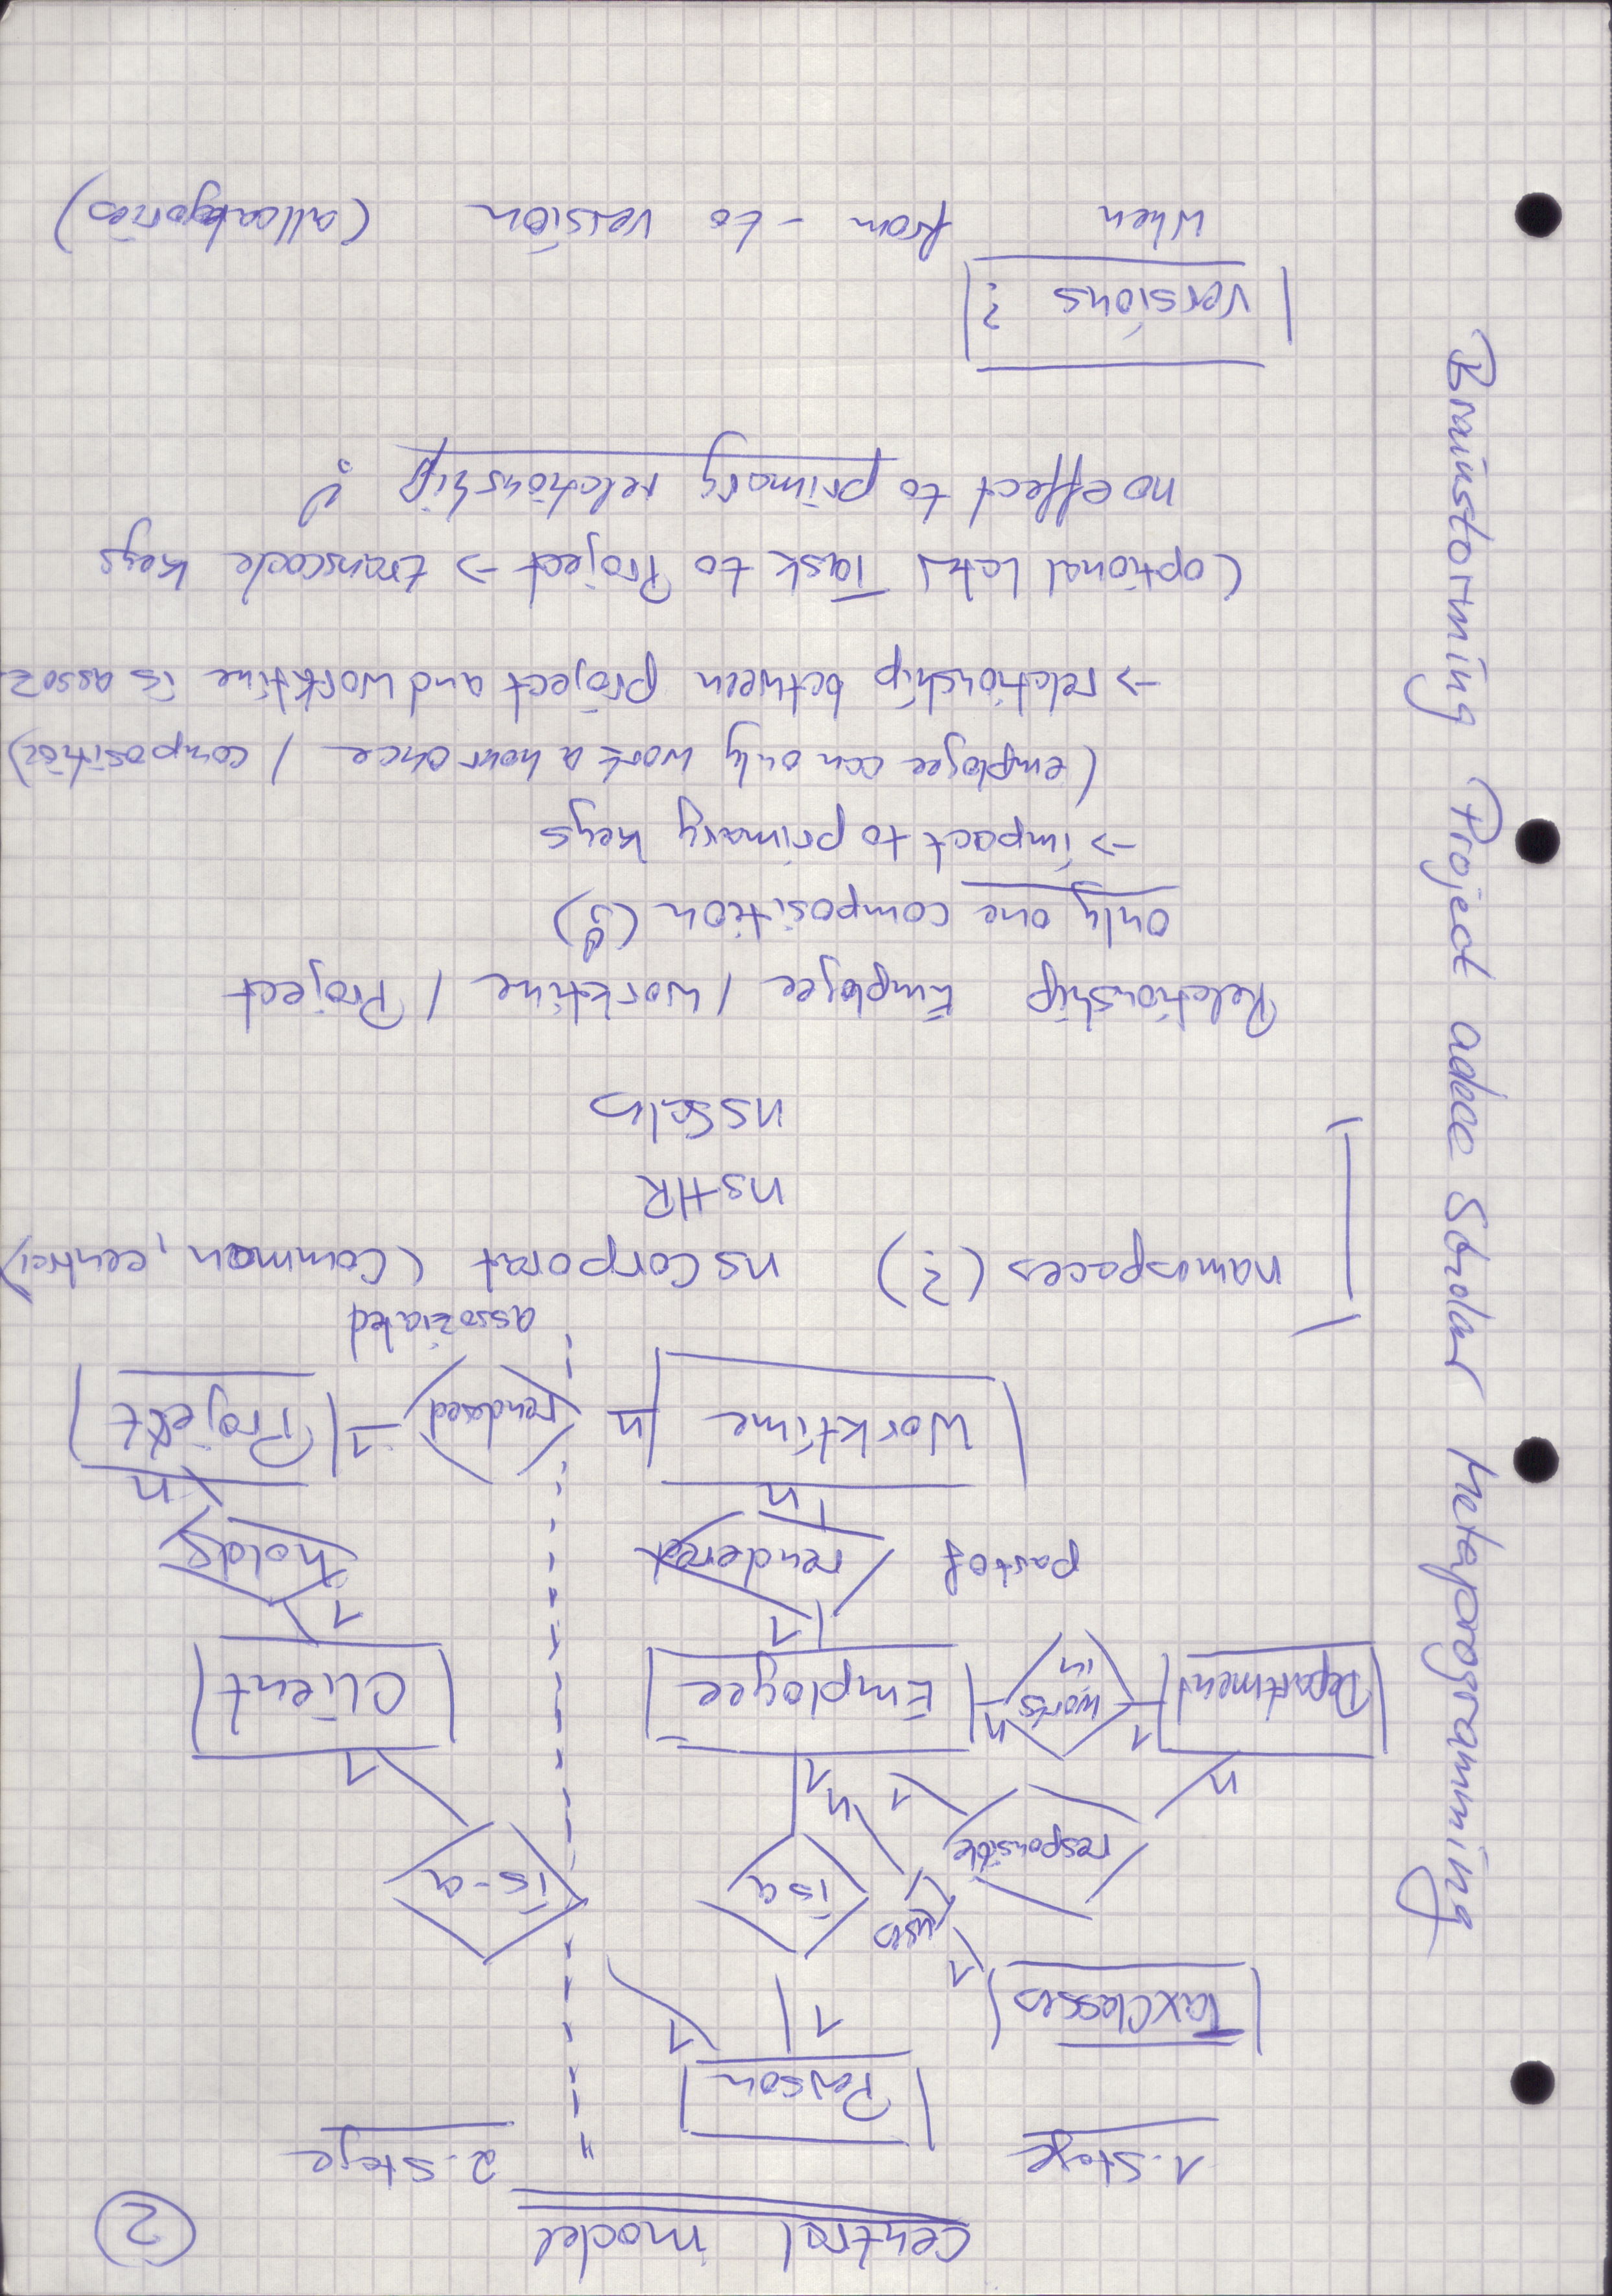 central model
2
1. Stage
2. Stage
Person
TaxClasses
1
1
1
uses
is a
is-a
responsible
n
1
n
1
1
Department
1
works
in
n
Employee
Client
1
1
part of
rendered
holds
n
n
Worktime
n
rendered
1
Projekt
assoziated
namespaces (?)
nsCorporat (Common, central)
nsHR
nsSales
Relationship Employee / Worktime / Project
only one composition (!)
-> impact to primary keys
(employee can only work a hour once / composition)
-> relationship between project and worktime is assoz.
(optional later Task to Project -> transcode keys
no effect to primary relationship !
versions ?
when from - to version (all categories)
Brainstorming Project Metaprogramming